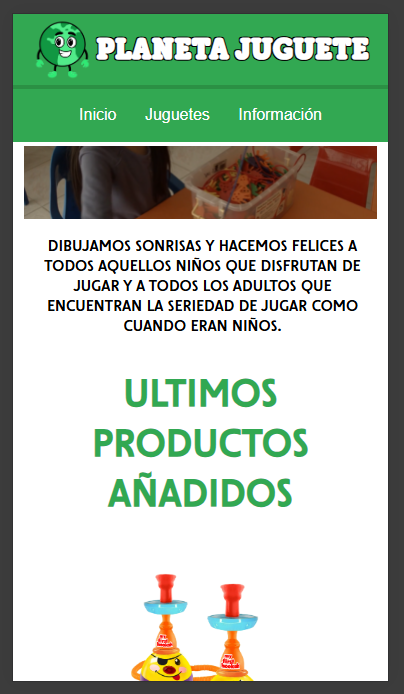 PLANETA JUGUETE
Inicio Juguetes Información
DIBUJAMOS SONRISAS Y HACEMOS FELICES A
TODOS AQUELLOS NIÑOS QUE DISFRUTAN DE
JUGAR Y A TODOS LOS ADULTOS QUE
ENCUENTRAN LA SERIEDAD DE JUGAR COMO
CUANDO ERAN NIÑOS.
ULTIMOS
PRODUCTOS
AÑADIDOS